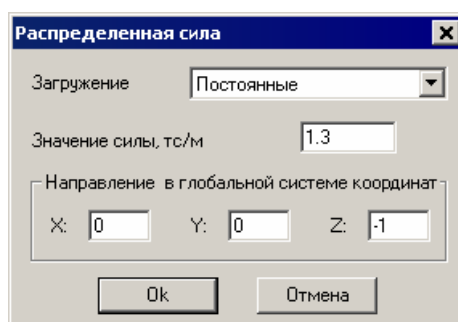 Распределенная сила
Загружение Постоянные
Значение силы, тс/м 1.3
Направление в глобальной системе координат
X: 0 Y: 0 Z: -1
Ok Отмена